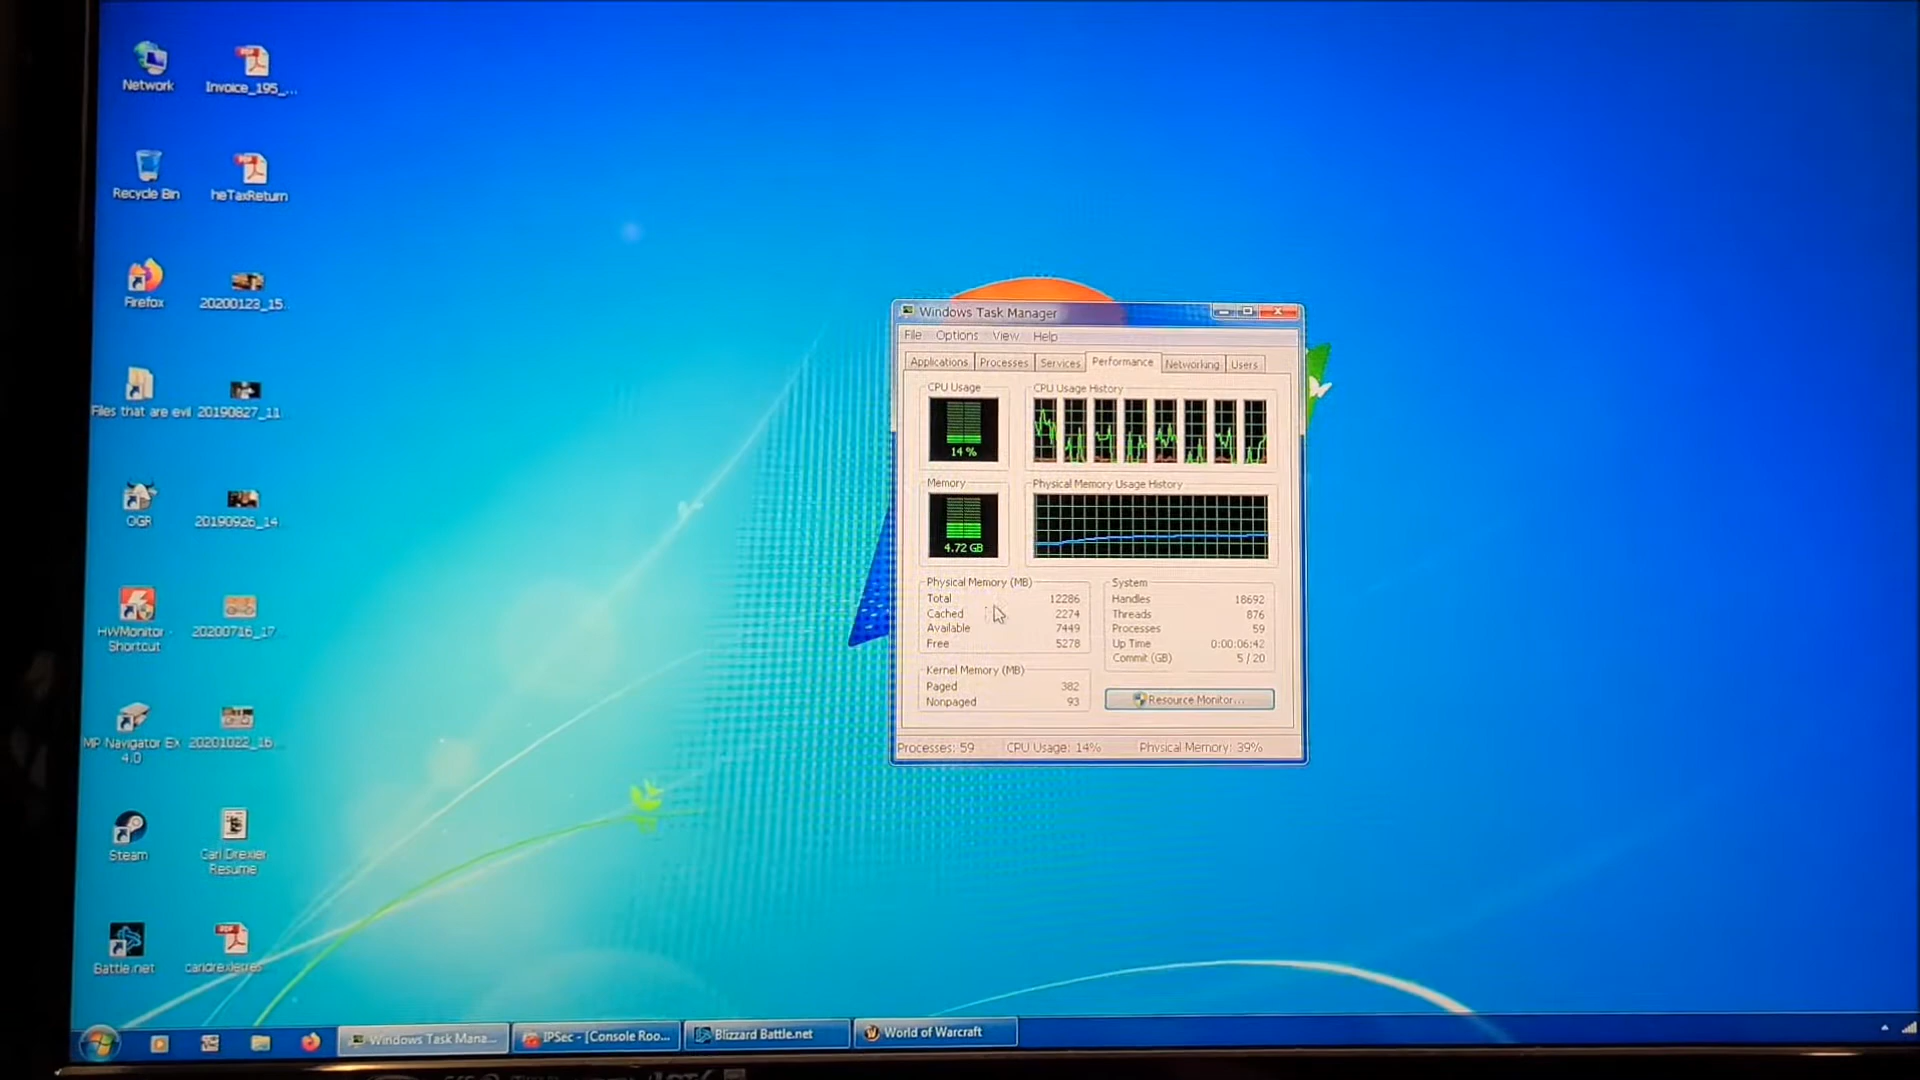 Network
Invoice_195_...
Recycle Bin
heTaxReturn
Firefox
20200123_15...
Files that are evil
20190827_11...
OGR
20190926_14...
HWMonitor -
Shortcut
20200716_17...
MP Navigator EX
4.0
20201022_16...
Steam
Carl Drexler
Resume
Battle.net
carldrexlerres...
Windows Task Manager
File Options View Help
Applications Processes Services Performance Networking Users
CPU Usage
CPU Usage History
14 %
Memory
Physical Memory Usage History
4.72 GB
Physical Memory (MB)
Total 12286
Cached 2274
Available 7449
Free 5278
Kernel Memory (MB)
Paged 382
Nonpaged 93
System
Handles 18692
Threads 876
Processes 59
Up Time 0:00:06:42
Commit (GB) 5 / 20
Resource Monitor...
Processes: 59 CPU Usage: 14% Physical Memory: 39%
Windows Task Mana...
IPSec - [Console Roo...
Blizzard Battle.net
World of Warcraft